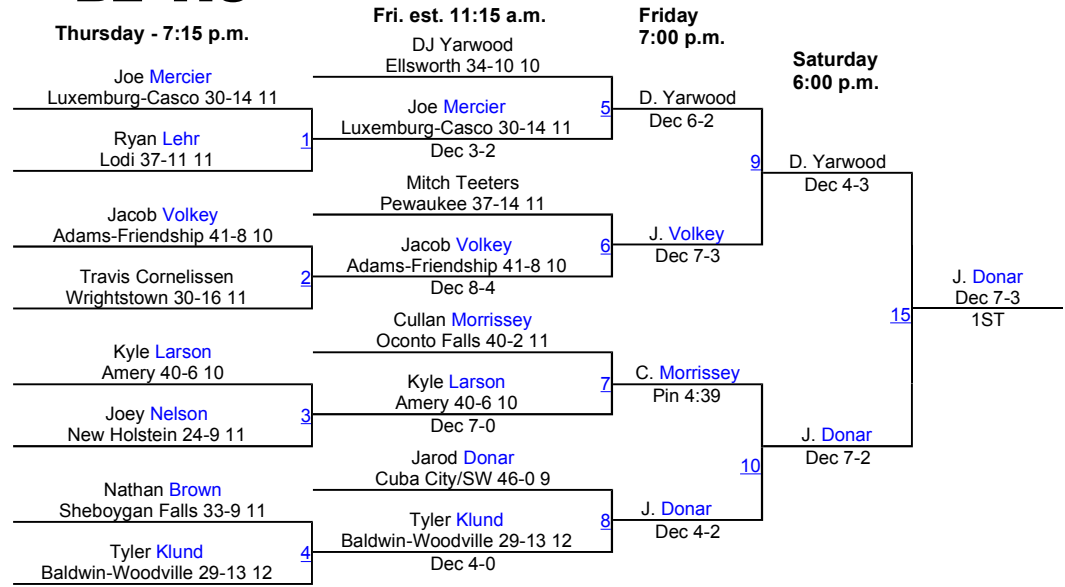 Thursday - 7:15 p.m.
Fri. est. 11:15 a.m.
Friday
7:00 p.m.
Saturday
6:00 p.m.
Joe Mercier
Luxemburg-Casco 30-14 11
Ryan Lehr
Lodi 37-11 11
1
Jacob Volkey
Adams-Friendship 41-8 10
Travis Cornelissen
Wrightstown 30-16 11
2
Kyle Larson
Amery 40-6 10
Joey Nelson
New Holstein 24-9 11
3
Nathan Brown
Sheboygan Falls 33-9 11
Tyler Klund
Baldwin-Woodville 29-13 12
4
DJ Yarwood
Ellsworth 34-10 10
Joe Mercier
Luxemburg-Casco 30-14 11
Dec 3-2
5
Mitch Teeters
Pewaukee 37-14 11
Jacob Volkey
Adams-Friendship 41-8 10
Dec 8-4
6
Cullan Morrissey
Oconto Falls 40-2 11
Kyle Larson
Amery 40-6 10
Dec 7-0
7
Jarod Donar
Cuba City/SW 46-0 9
Tyler Klund
Baldwin-Woodville 29-13 12
Dec 4-0
8
D. Yarwood
Dec 6-2
9
J. Volkey
Dec 7-3
C. Morrissey
Pin 4:39
10
J. Donar
Dec 4-2
D. Yarwood
Dec 4-3
15
J. Donar
Dec 7-2
J. Donar
Dec 7-3
1ST